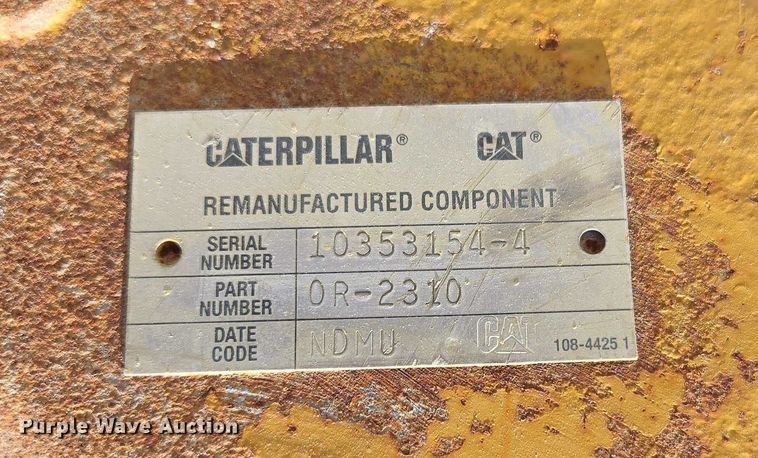 CATERPILLAR® CAT®
REMANUFACTURED COMPONENT
SERIAL NUMBER 10353154-4
PART NUMBER 0R-2310
DATE CODE NDMU CAT 108-4425 1
Purple Wave Auction